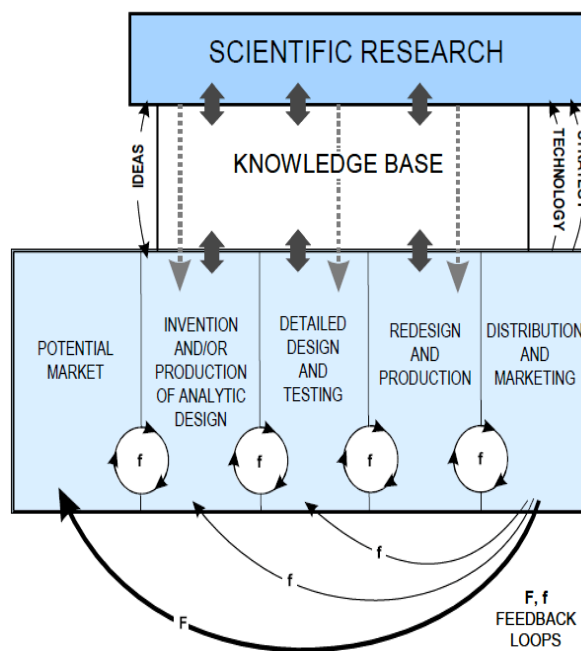 SCIENTIFIC RESEARCH
IDEAS
KNOWLEDGE BASE
TECHNOLOGY
POTENTIAL
MARKET
INVENTION
AND/OR
PRODUCTION
OF ANALYTIC
DESIGN
DETAILED
DESIGN
AND
TESTING
REDESIGN
AND
PRODUCTION
DISTRIBUTION
AND
MARKETING
f
f
f
f
f
f
F
F, f
FEEDBACK
LOOPS